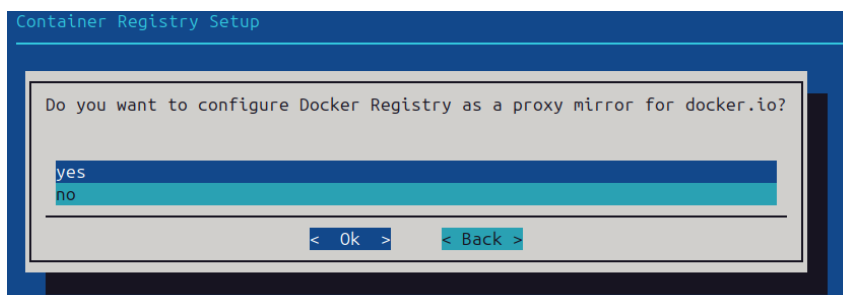 Container Registry Setup
Do you want to configure Docker Registry as a proxy mirror for docker.io?
yes
no
< Ok > < Back >